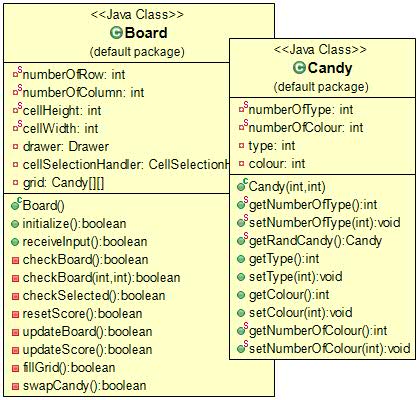 <<Java Class>>
Board
(default package)
numberOfRow: int
numberOfColumn: int
cellHeight: int
cellWidth: int
drawer: Drawer
cellSelectionHandler: CellSelectionH
grid: Candy[][]
Board()
initialize():boolean
receiveInput():boolean
checkBoard():boolean
checkBoard(int,int):boolean
checkSelected():boolean
resetScore():boolean
updateBoard():boolean
updateScore():boolean
fillGrid():boolean
swapCandy():boolean
<<Java Class>>
Candy
(default package)
numberOfType: int
numberOfColour: int
type: int
colour: int
Candy(int,int)
getNumberOfType():int
setNumberOfType(int):void
getRandCandy():Candy
getType():int
setType(int):void
getColour():int
setColour(int):void
getNumberOfColour():int
setNumberOfColour(int):void